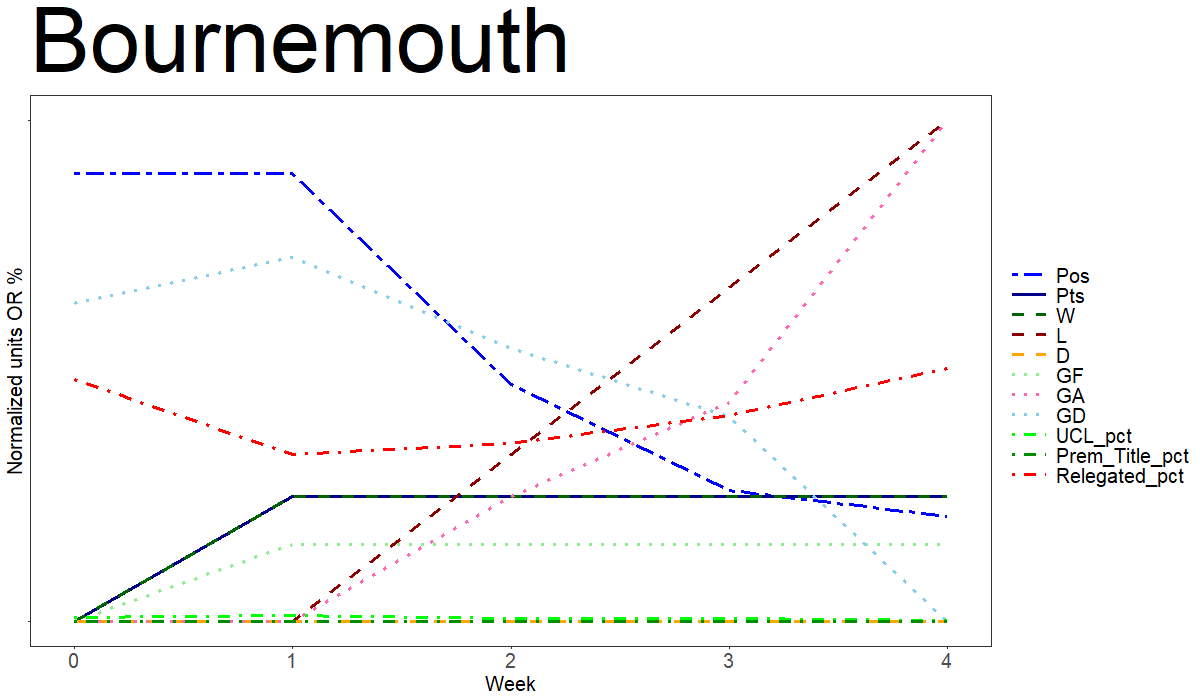 Bournemouth
Normalized units OR %
Pos
Pts
W
L
D
GF
GA
GD
UCL_pct
Prem_Title_pct
Relegated_pct
0 1 2 3 4
Week